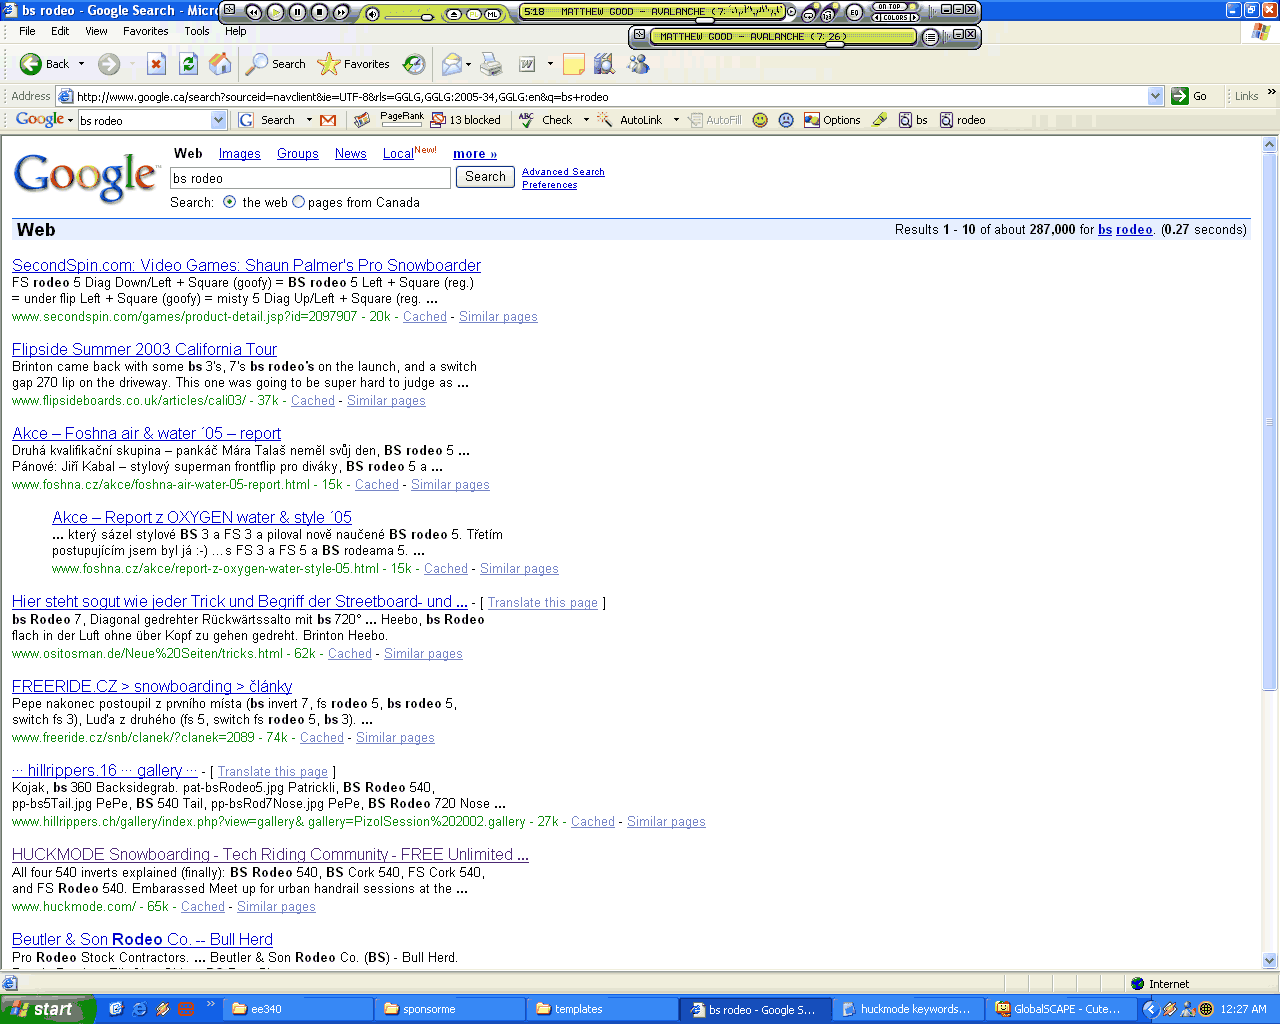 bs rodeo - Google Search - Micro
5:18 MATTHEW GOOD - AVALANCHE (7:
EQ
ON TOP
COLORS
ML
File Edit View Favorites Tools Help
MATTHEW GOOD - AVALANCHE (7:26)
Back Search Favorites
Address http://www.google.ca/search?sourceid=navclient&ie=UTF-8&rls=GGLG,GGLG:2005-34,GGLG:en&q=bs+rodeo Go Links »
Google bs rodeo G Search PageRank 13 blocked ABC Check AutoLink AutoFill Options bs rodeo
Web Images Groups News Local New! more »
Google
bs rodeo Search Advanced Search
Preferences
Search: the web pages from Canada
Web Results 1 - 10 of about 287,000 for bs rodeo. (0.27 seconds)
SecondSpin.com: Video Games: Shaun Palmer's Pro Snowboarder
FS rodeo 5 Diag Down/Left + Square (goofy) = BS rodeo 5 Left + Square (reg.)
= under flip Left + Square (goofy) = misty 5 Diag Up/Left + Square (reg. ...
www.secondspin.com/games/product-detail.jsp?id=2097907 - 20k - Cached - Similar pages
Flipside Summer 2003 California Tour
Brinton came back with some bs 3's, 7's bs rodeo's on the launch, and a switch
gap 270 lip on the driveway. This one was going to be super hard to judge as ...
www.flipsideboards.co.uk/articles/cali03/ - 37k - Cached - Similar pages
Akce – Foshna air & water ´05 – report
Druhá kvalifikační skupina – pankáč Mára Talaš neměl svůj den, BS rodeo 5 ...
Pánové: Jiří Kabal – stylový superman frontflip pro diváky, BS rodeo 5 a ...
www.foshna.cz/akce/foshna-air-water-05-report.html - 15k - Cached - Similar pages
Akce – Report z OXYGEN water & style ´05
... který sázel stylové BS 3 a FS 3 a piloval nově naučené BS rodeo 5. Třetím
postupujícím jsem byl já :-) ... s FS 3 a FS 5 a BS rodeama 5. ...
www.foshna.cz/akce/report-z-oxygen-water-style-05.html - 15k - Cached - Similar pages
Hier steht sogut wie jeder Trick und Begriff der Streetboard- und ... - [ Translate this page ]
bs Rodeo 7, Diagonal gedrehter Rückwärtssalto mit bs 720° ... Heebo, bs Rodeo
flach in der Luft ohne über Kopf zu gehen gedreht. Brinton Heebo.
www.ositosman.de/Neue%20Seiten/tricks.html - 62k - Cached - Similar pages
FREERIDE.CZ > snowboarding > články
Pepe nakonec postoupil z prvního místa (bs invert 7, fs rodeo 5, bs rodeo 5,
switch fs 3), Luďa z druhého (fs 5, switch fs rodeo 5, bs 3). ...
www.freeride.cz/snb/clanek/?clanek=2089 - 74k - Cached - Similar pages
··· hillrippers.16 ··· gallery ··· - [ Translate this page ]
Kojak, bs 360 Backsidegrab. pat-bsRodeo5.jpg Patrickli, BS Rodeo 540,
pp-bs5Tail.jpg PePe, BS 540 Tail, pp-bsRod7Nose.jpg PePe, BS Rodeo 720 Nose ...
www.hillrippers.ch/gallery/index.php?view=gallery& gallery=PizolSession%202002.gallery - 27k - Cached - Similar pages
HUCKMODE Snowboarding - Tech Riding Community - FREE Unlimited ...
All four 540 inverts explained (finally): BS Rodeo 540, BS Cork 540, FS Cork 540,
and FS Rodeo 540. Embarassed Meet up for urban handrail sessions at the ...
www.huckmode.com/ - 65k - Cached - Similar pages
Beutler & Son Rodeo Co. -- Bull Herd
Pro Rodeo Stock Contractors. ... Beutler & Son Rodeo Co. (BS) - Bull Herd.
Internet
start » ee340 sponsorme templates bs rodeo - Google S... huckmode keywords... GlobalSCAPE - Cute... 12:27 AM